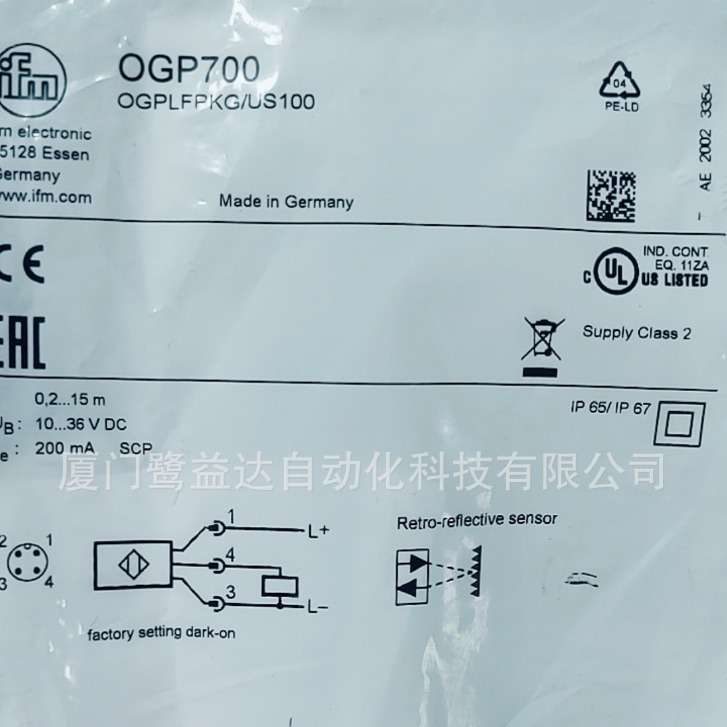 ifm
OGP700
OGPLFPKG/US100
m electronic
5128 Essen
Germany
www.ifm.com
Made in Germany
04
PE-LD
AE 2002 3354
CE
EAC
C UL US LISTED
IND. CONT.
EQ. 11ZA
Supply Class 2
0,2...15 m
UB: 10...36 V DC
e : 200 mA SCP
IP 65/ IP 67
厦门鹭益达自动化科技有限公司
2 1
3 4
1 L+
4
3 L–
factory setting dark-on
Retro-reflective sensor